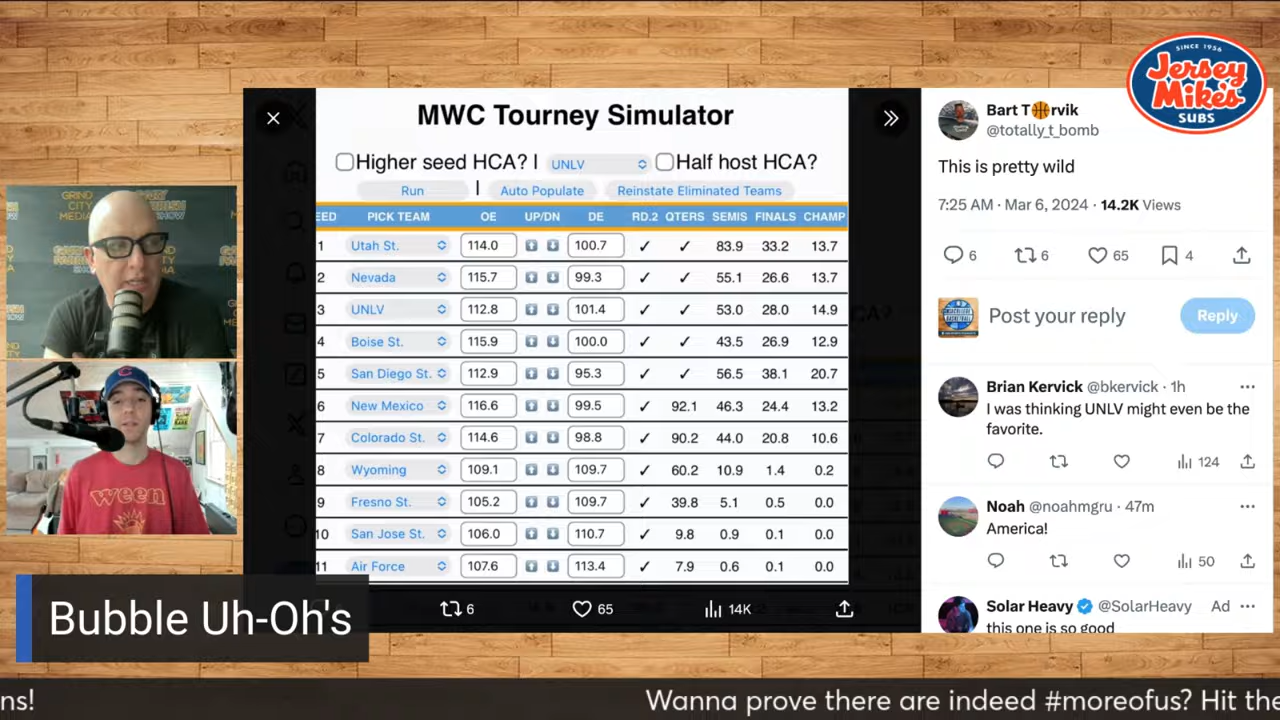 SINCE 1956
Jersey
Mike's
SUBS
GRIND
CITY
MEDIA
ween
MWC Tourney Simulator
Higher seed HCA? | UNLV Half host HCA?
Run | Auto Populate Reinstate Eliminated Teams
EED PICK TEAM OE UP/DN DE RD.2 QTERS SEMIS FINALS CHAMP
1 Utah St. 114.0 100.7 ✓ ✓ 83.9 33.2 13.7
2 Nevada 115.7 99.3 ✓ ✓ 55.1 26.6 13.7
3 UNLV 112.8 101.4 ✓ ✓ 53.0 28.0 14.9
4 Boise St. 115.9 100.0 ✓ ✓ 43.5 26.9 12.9
5 San Diego St. 112.9 95.3 ✓ ✓ 56.5 38.1 20.7
6 New Mexico 116.6 99.5 ✓ 92.1 46.3 24.4 13.2
7 Colorado St. 114.6 98.8 ✓ 90.2 44.0 20.8 10.6
8 Wyoming 109.1 109.7 ✓ 60.2 10.9 1.4 0.2
9 Fresno St. 105.2 109.7 ✓ 39.8 5.1 0.5 0.0
10 San Jose St. 106.0 110.7 ✓ 9.8 0.9 0.1 0.0
11 Air Force 107.6 113.4 ✓ 7.9 0.6 0.1 0.0
6 65 14K
Bart T🏀rvik
@totally_t_bomb
This is pretty wild
7:25 AM · Mar 6, 2024 · 14.2K Views
6 6 65 4
Post your reply Reply
Brian Kervick @bkervick · 1h
I was thinking UNLV might even be the
favorite.
124
Noah @noahmgru · 47m
America!
50
Solar Heavy @SolarHeavy Ad
this one is so good
Bubble Uh-Oh's
ns! Wanna prove there are indeed #moreofus? Hit the